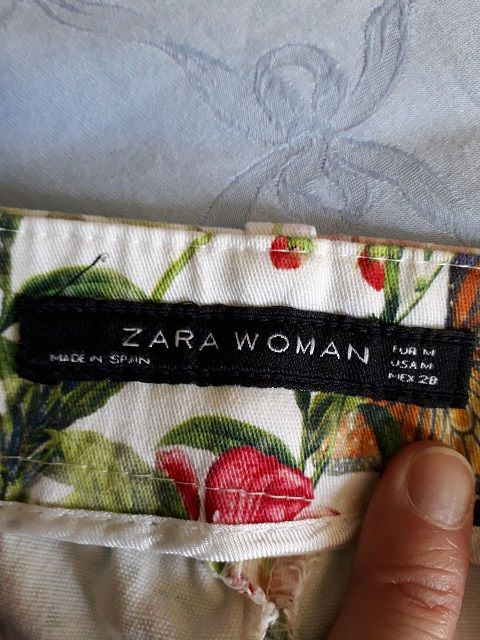 ZARA WOMAN
MADE IN SPAIN
EUR M
USA M
MEX 28